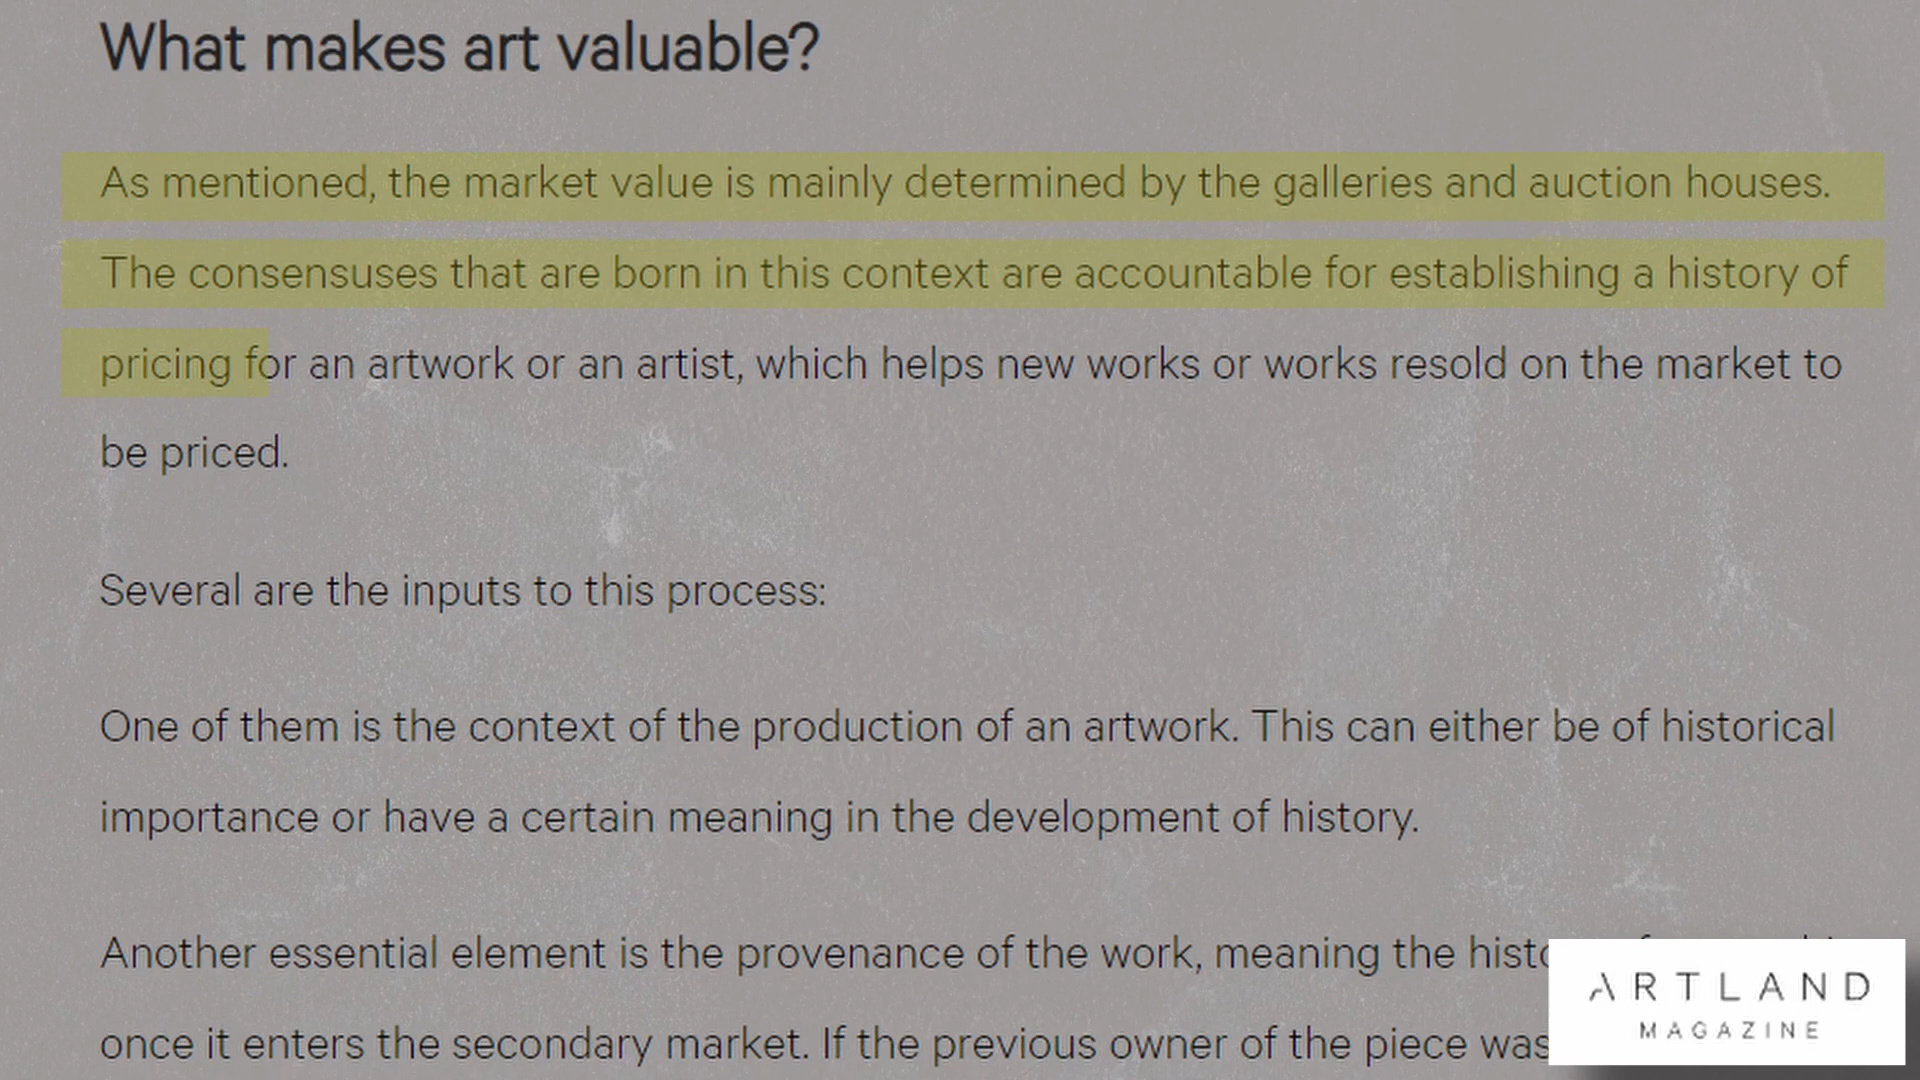 What makes art valuable?
As mentioned, the market value is mainly determined by the galleries and auction houses.
The consensuses that are born in this context are accountable for establishing a history of
pricing for an artwork or an artist, which helps new works or works resold on the market to
be priced.
Several are the inputs to this process:
One of them is the context of the production of an artwork. This can either be of historical
importance or have a certain meaning in the development of history.
Another essential element is the provenance of the work, meaning the
once it enters the secondary market. If the previous owner of the piece was
ARTLAND
MAGAZINE